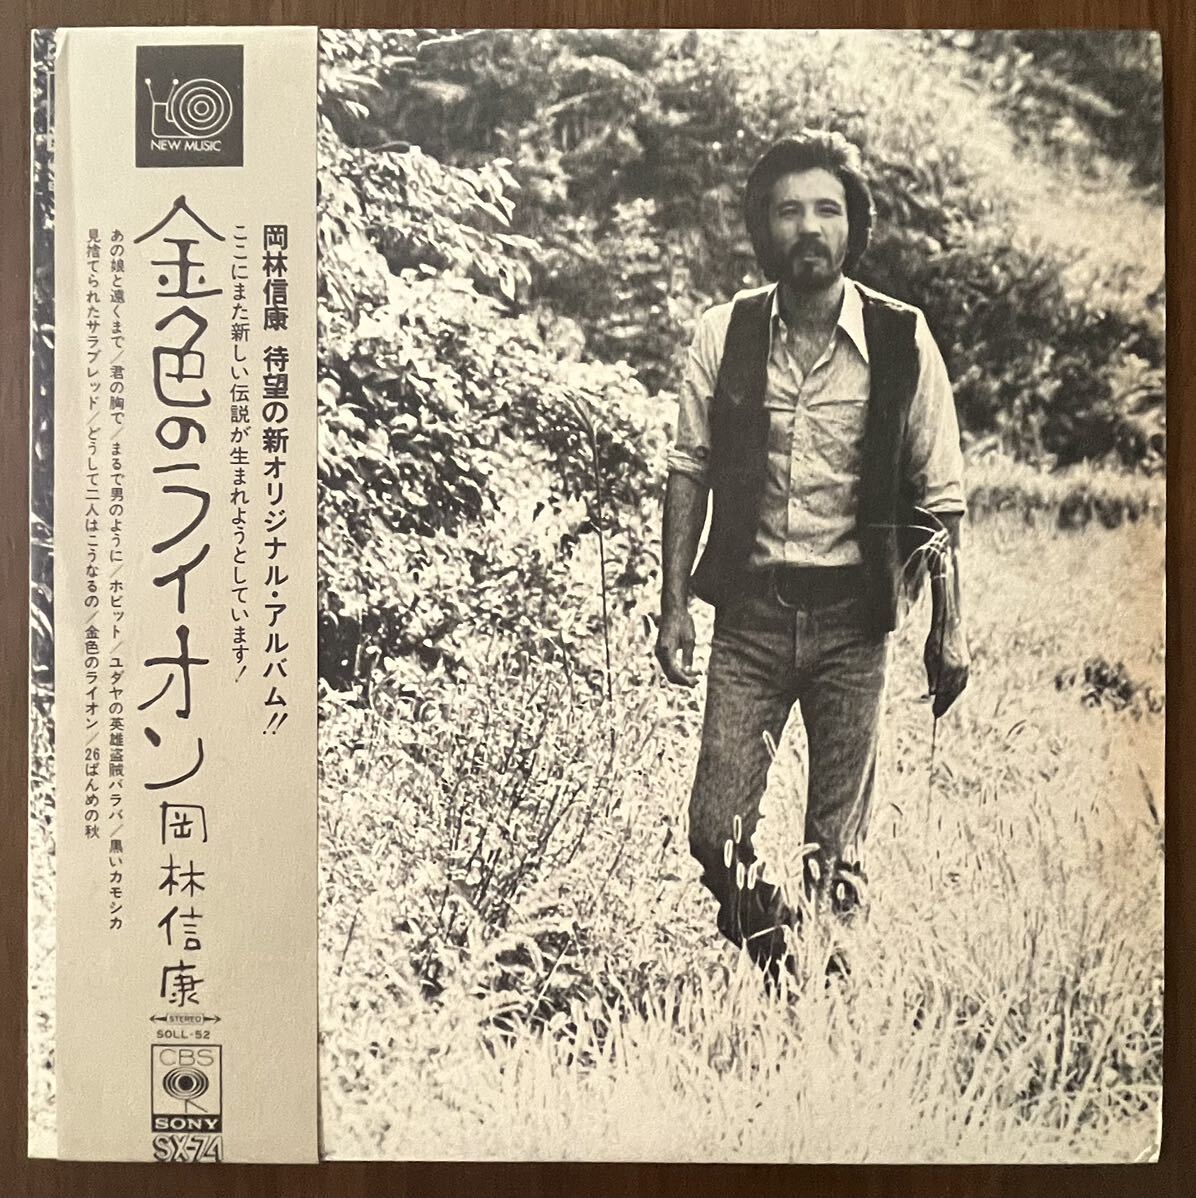 NEW MUSIC
岡林信康 待望の新オリジナル・アルバム!!
ここにまた新しい伝説が生まれようとしています!
金色のライオン
岡林信康
あの娘と遠くまで/君の胸で/まるで男のように/ホビット/ユダヤの英雄盗賊バラバ/黒いカモシカ
見捨てられたサラブレッド/どうして二人はこうなるの/金色のライオン/26ばんめの秋
STEREO
SOLL-52
CBS
SONY
SX-74